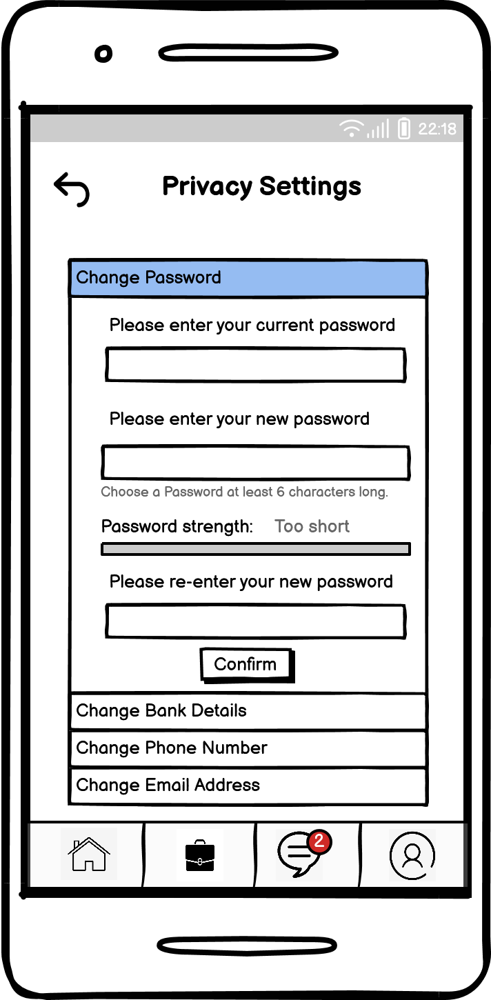 22:18
Privacy Settings
Change Password
Please enter your current password
Please enter your new password
Choose a Password at least 6 characters long.
Password strength: Too short
Please re-enter your new password
Confirm
Change Bank Details
Change Phone Number
Change Email Address
2